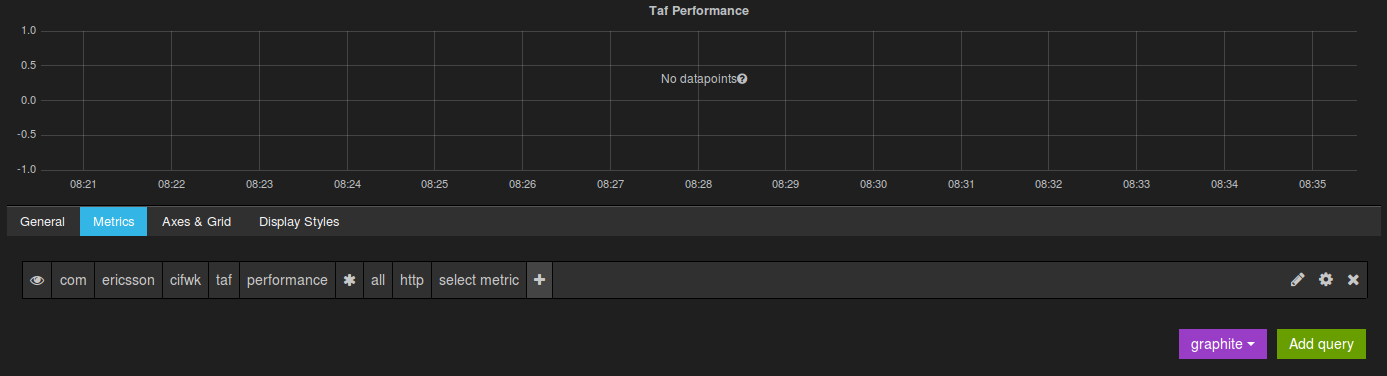 Taf Performance
1.0
0.5
No datapoints
0.0
-0.5
-1.0
08:21 08:22 08:23 08:24 08:25 08:26 08:27 08:28 08:29 08:30 08:31 08:32 08:33 08:34 08:35
General Metrics Axes & Grid Display Styles
com ericsson cifwk taf performance * all http select metric +
graphite Add query